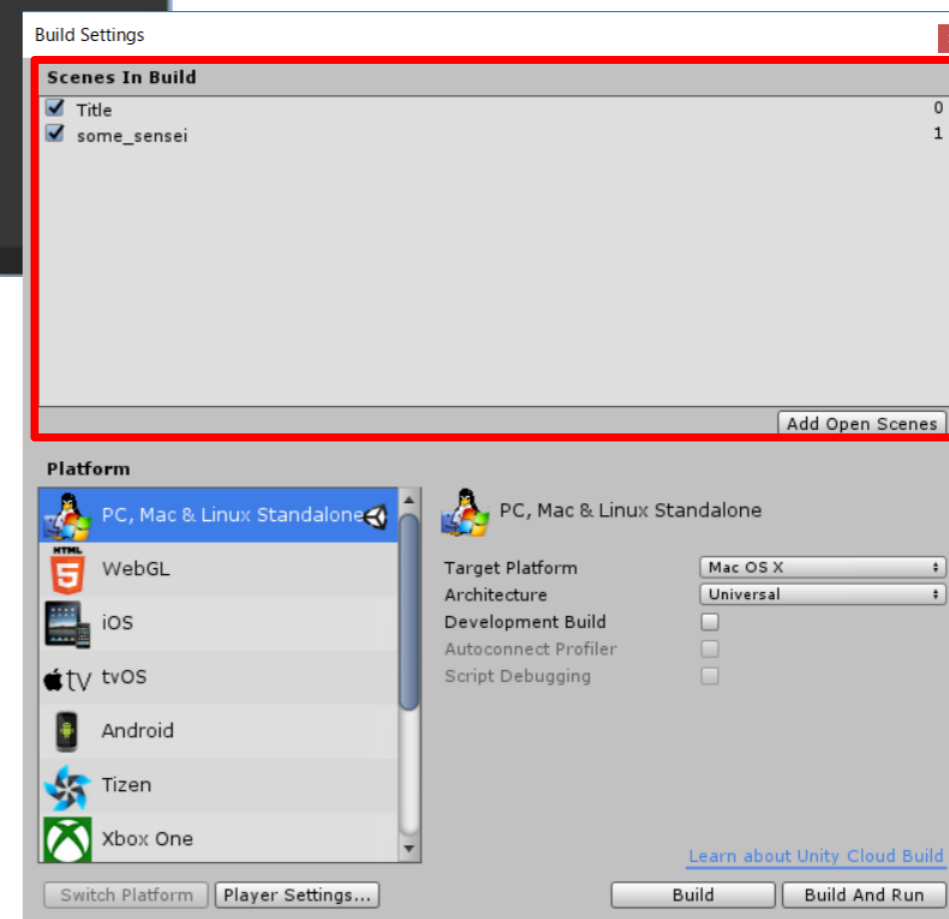 Build Settings
Scenes In Build
Title 0
some_sensei 1
Add Open Scenes
Platform
PC, Mac & Linux Standalone
HTML
5
WebGL
iOS
tv tvOS
Android
Tizen
Xbox One
PC, Mac & Linux Standalone
Target Platform Mac OS X
Architecture Universal
Development Build
Autoconnect Profiler
Script Debugging
Learn about Unity Cloud Build
Switch Platform Player Settings... Build Build And Run